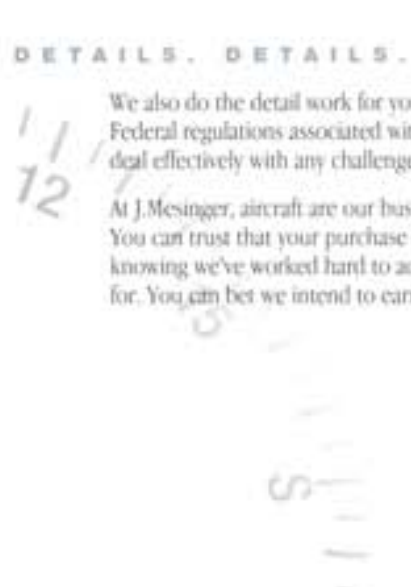 DETAILS. DETAILS.
We also do the detail work for yo
Federal regulations associated wit
deal effectively with any challenge
12
At J.Mesinger, aircraft are our bus
You can trust that your purchase
knowing we've worked hard to a
for. You can bet we intend to earn
15
S